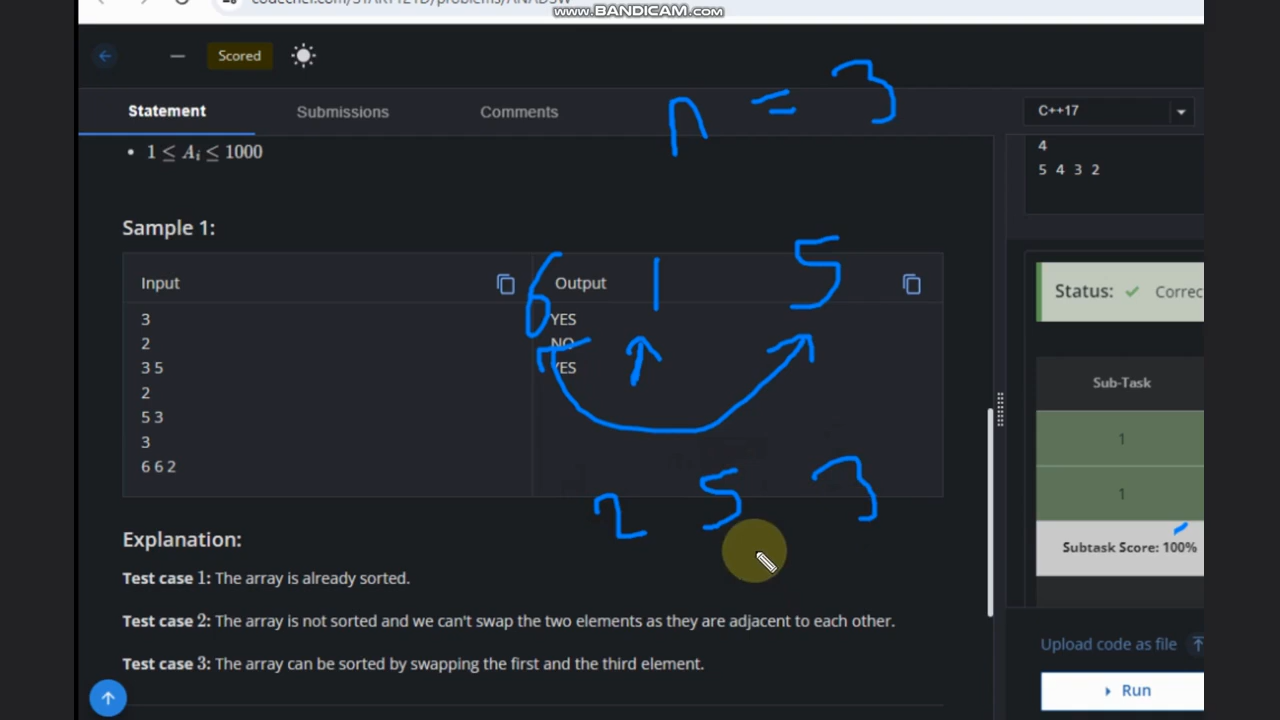 www.BANDICAM.com
Scored
n = 3
Statement
Submissions
Comments
C++17
• 1 ≤ Aᵢ ≤ 1000
4
5 4 3 2
Sample 1:
Input
Output
3
2
3 5
2
5 3
3
6 6 2
YES
NO
YES
6 1 5
2 5 3
Status: ✓ Correc
Sub-Task
1
1
Subtask Score: 100%
Explanation:
Test case 1: The array is already sorted.
Test case 2: The array is not sorted and we can't swap the two elements as they are adjacent to each other.
Test case 3: The array can be sorted by swapping the first and the third element.
Upload code as file
Run